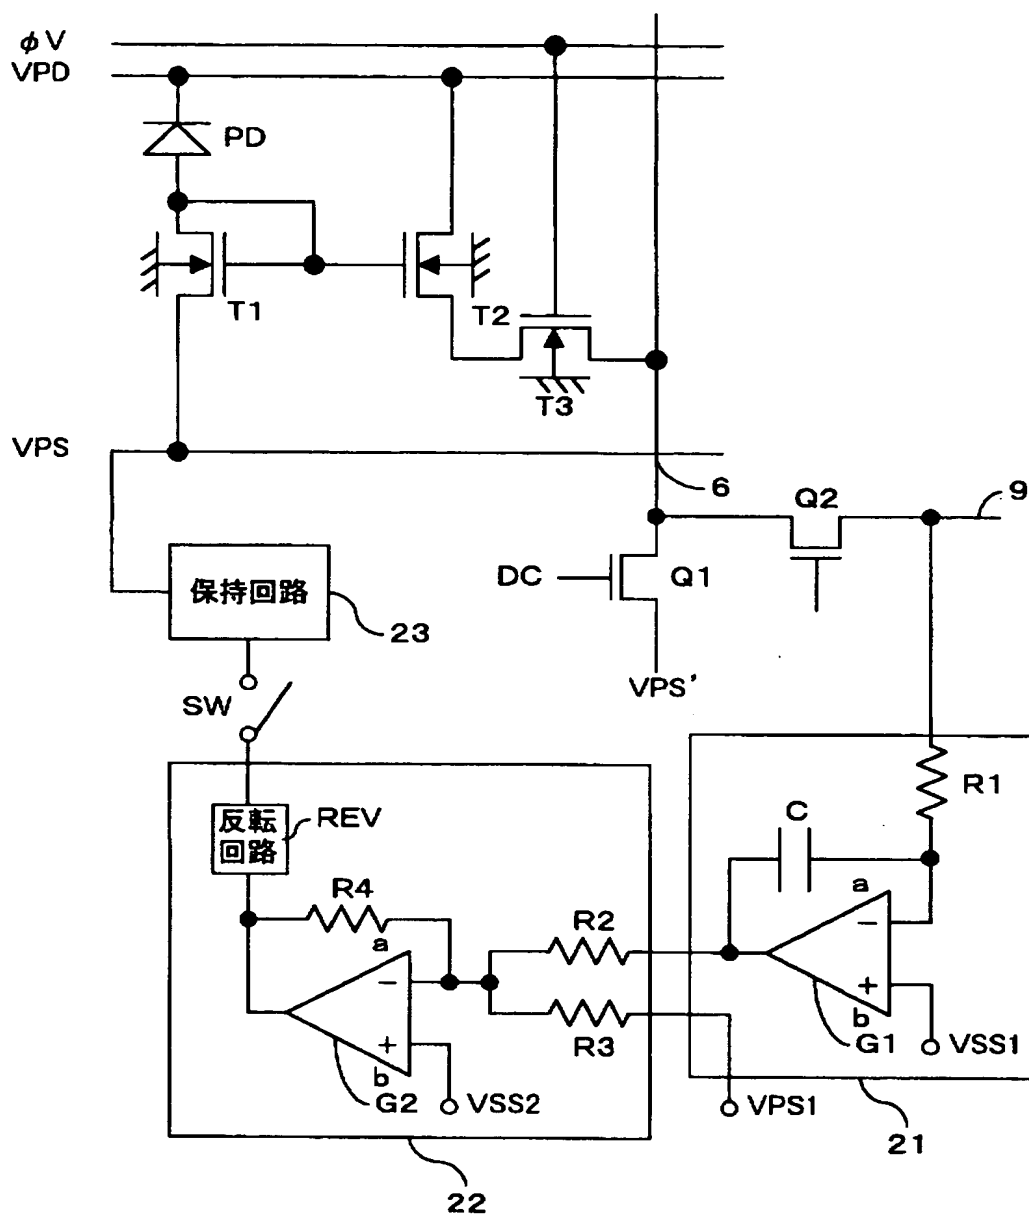 φV
VPD
PD
T1
T2
T3
VPS
6
Q2
9
DC
Q1
保持回路
23
VPS'
SW
R1
C
反転
回路
REV
R4
a
−
+
b
G2
VSS2
R2
R3
a
−
+
b
G1
VSS1
VPS1
21
22